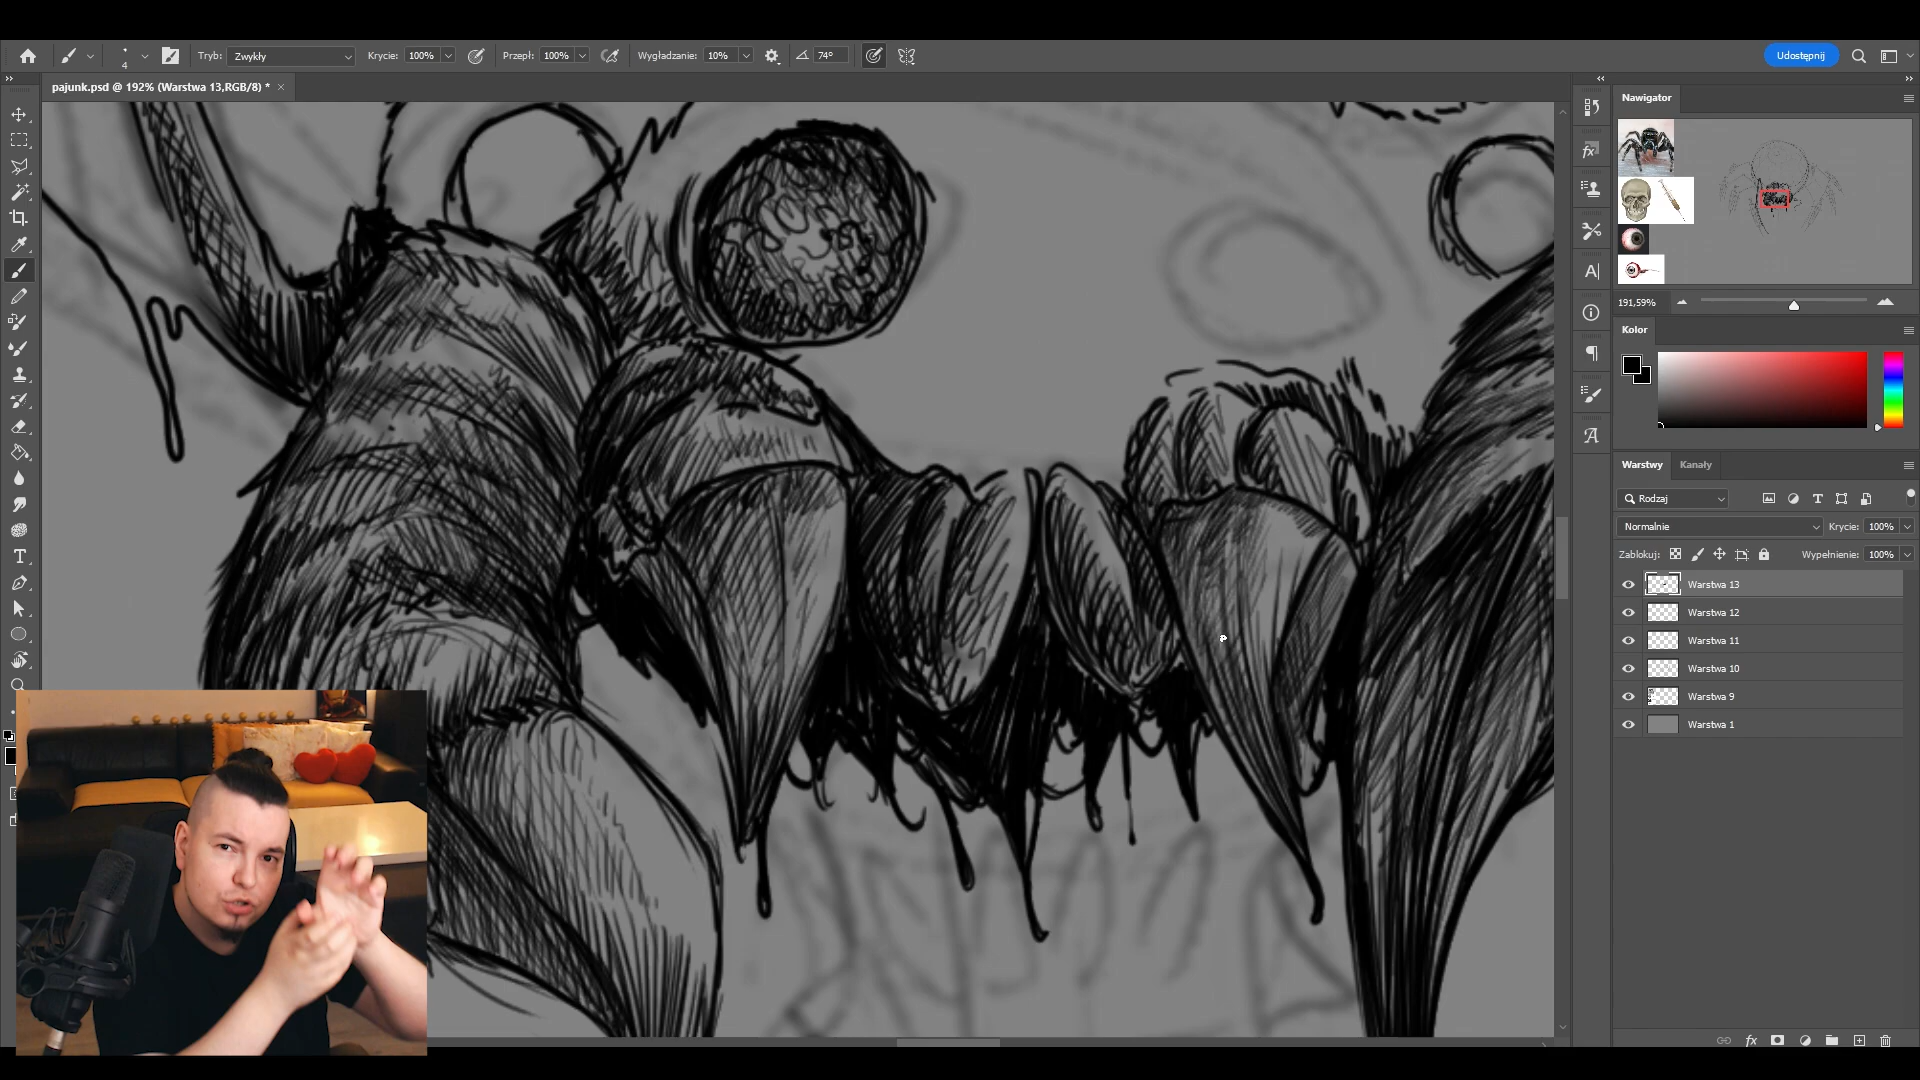 4
Tryb: Zwykły
Krycie: 100%
Przepł: 100%
Wygładzanie: 10%
74°
Udostępnij
pajunk.psd @ 192% (Warstwa 13,RGB/8) *
Nawigator
191,59%
Kolor
Warstwy Kanały
Rodzaj
Normalnie
Krycie: 100%
Zablokuj:
Wypełnienie: 100%
Warstwa 13
Warstwa 12
Warstwa 11
Warstwa 10
Warstwa 9
Warstwa 1